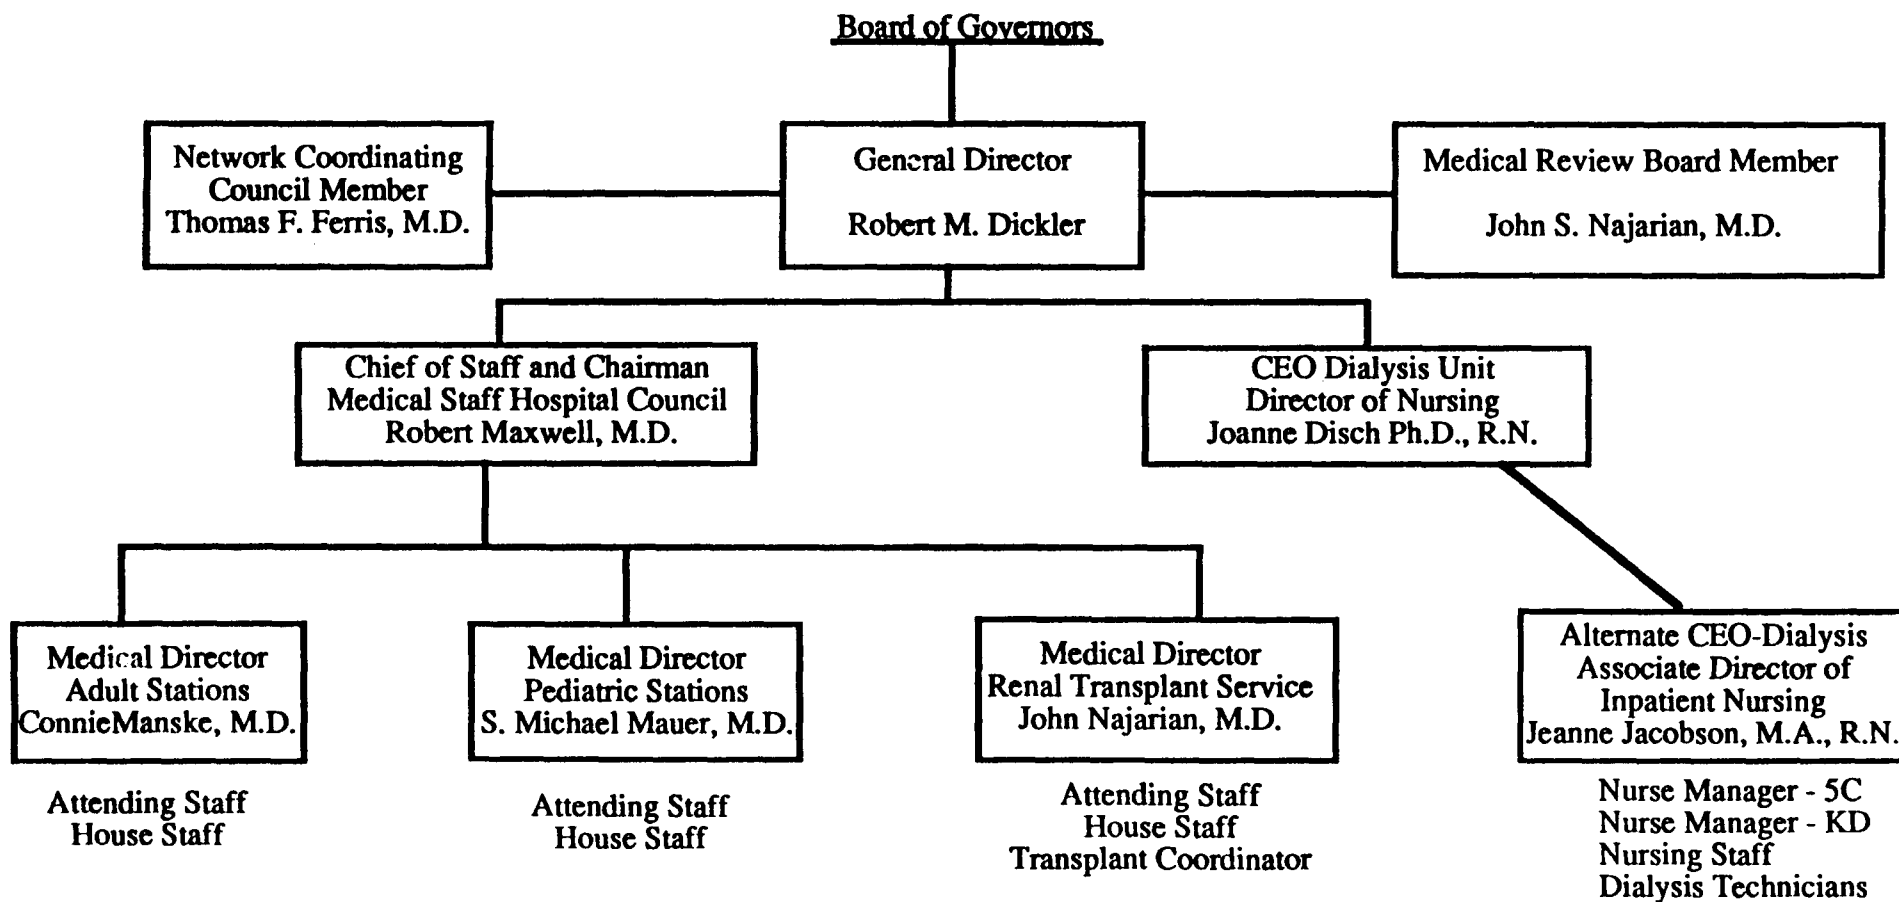 Board of Governors
Network Coordinating
Council Member
Thomas F. Ferris, M.D.
General Director
Robert M. Dickler
Medical Review Board Member
John S. Najarian, M.D.
Chief of Staff and Chairman
Medical Staff Hospital Council
Robert Maxwell, M.D.
CEO Dialysis Unit
Director of Nursing
Joanne Disch Ph.D., R.N.
Medical Director
Adult Stations
ConnieManske, M.D.
Attending Staff
House Staff
Medical Director
Pediatric Stations
S. Michael Mauer, M.D.
Attending Staff
House Staff
Medical Director
Renal Transplant Service
John Najarian, M.D.
Attending Staff
House Staff
Transplant Coordinator
Alternate CEO-Dialysis
Associate Director of
Inpatient Nursing
Jeanne Jacobson, M.A., R.N.
Nurse Manager - 5C
Nurse Manager - KD
Nursing Staff
Dialysis Technicians